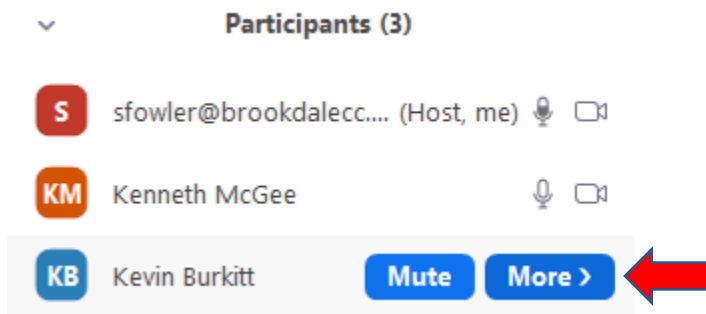 Participants (3)
S sfowler@brookdalecc.... (Host, me)
KM Kenneth McGee
KB Kevin Burkitt Mute More >